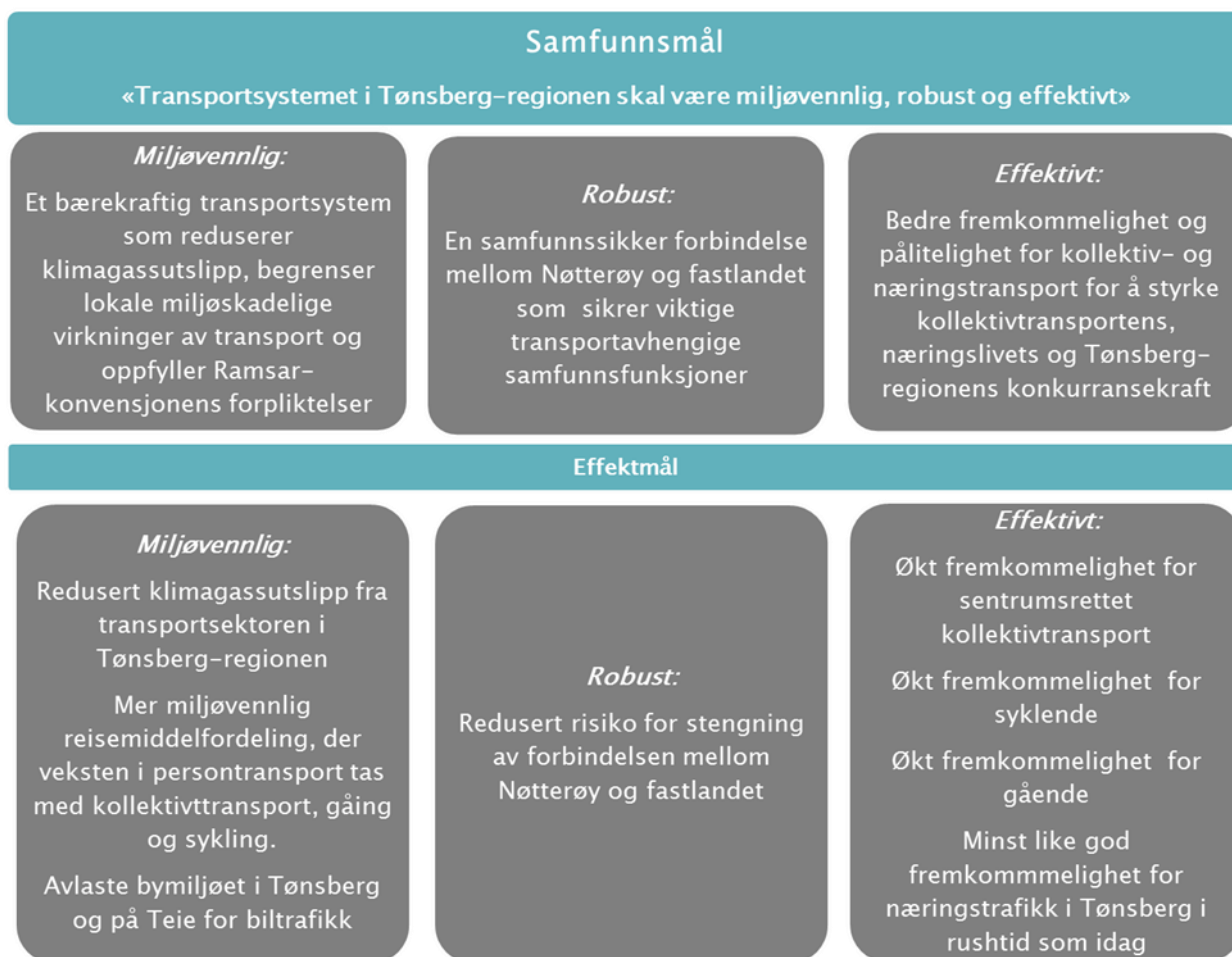 Samfunnsmål
«Transportsystemet i Tønsberg-regionen skal være miljøvennlig, robust og effektivt»
Miljøvennlig:
Et bærekraftig transportsystem
som reduserer
klimagassutslipp, begrenser
lokale miljøskadelige
virkninger av transport og
oppfyller Ramsar-
konvensjonens forpliktelser
Robust:
En samfunnssikker forbindelse
mellom Nøtterøy og fastlandet
som  sikrer viktige
transportavhengige
samfunnsfunksjoner
Effektivt:
Bedre fremkommelighet og
pålitelighet for kollektiv- og
næringstransport for å styrke
kollektivtransportens,
næringslivets og Tønsberg-
regionens konkurransekraft
Effektmål
Miljøvennlig:
Redusert klimagassutslipp fra
transportsektoren i
Tønsberg-regionen
Mer miljøvennlig
reisemiddelfordeling, der
veksten i persontransport tas
med kollektivttransport, gåing
og sykling.
Avlaste bymiljøet i Tønsberg
og på Teie for biltrafikk
Robust:
Redusert risiko for stengning
av forbindelsen mellom
Nøtterøy og fastlandet
Effektivt:
Økt fremkommelighet for
sentrumsrettet
kollektivtransport
Økt fremkommelighet  for
syklende
Økt fremkommelighet  for
gående
Minst like god
fremkommmelighet for
næringstrafikk i Tønsberg i
rushtid som idag